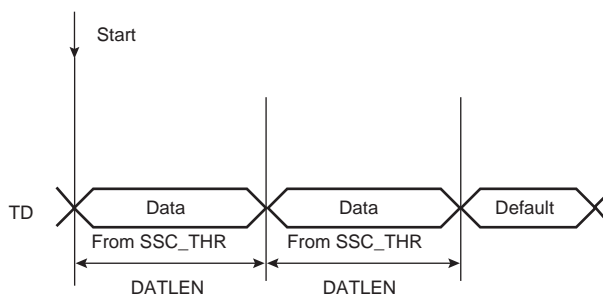 Start
TD
Data
Data
Default
From SSC_THR
From SSC_THR
DATLEN
DATLEN